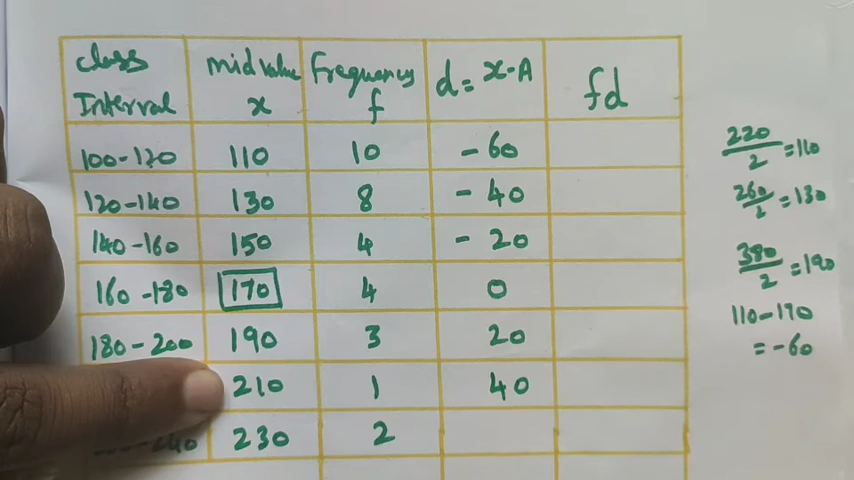 class Interval | mid value x | Frequency f | d = x-A | fd
100-120 | 110 | 10 | -60
120-140 | 130 | 8 | -40
140-160 | 150 | 4 | -20
160-180 | 170 | 4 | 0
180-200 | 190 | 3 | 20
210 | 1 | 40
-240 | 230 | 2
220/2 = 110
260/2 = 130
380/2 = 190
110-170
= -60